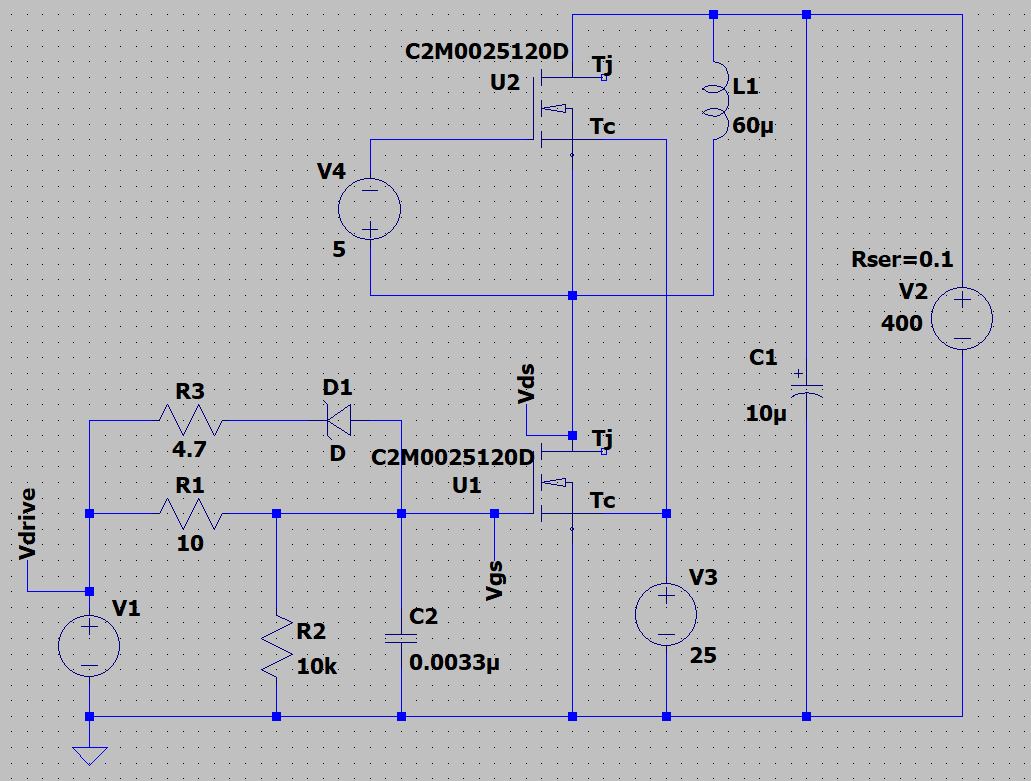 C2M0025120D
Tj
U2
L1
Tc
60µ
V4
5
Rser=0.1
V2
400
C1
10µ
Vds
R3
D1
4.7
D
C2M0025120D
Tj
R1
U1
Tc
10
Vdrive
Vgs
V3
V1
C2
R2
0.0033µ
25
10k